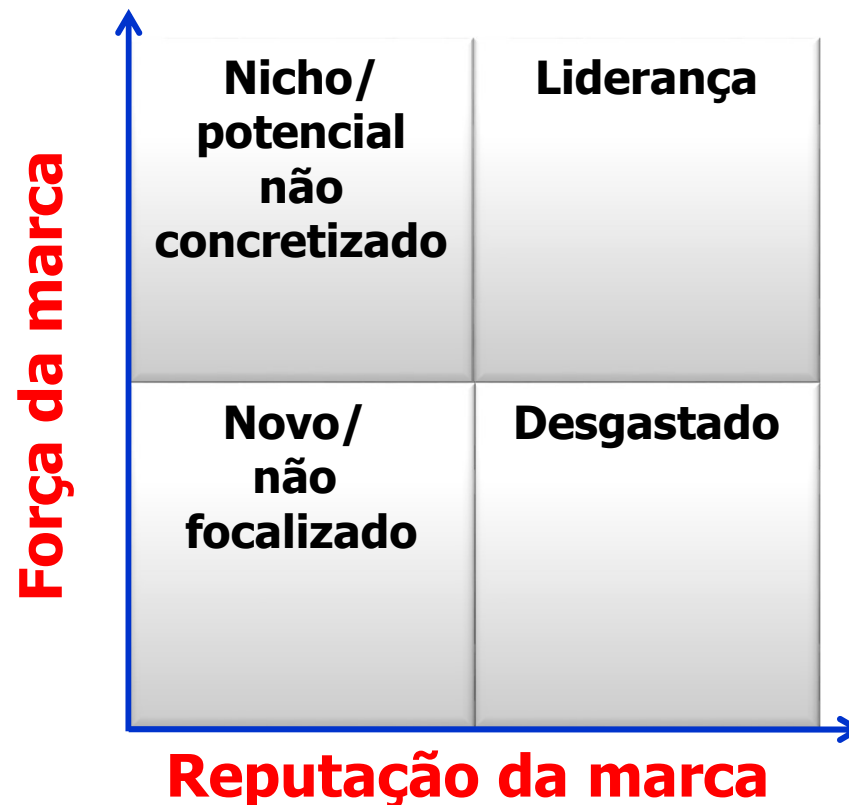 Força da marca
Nicho/
potencial
não
concretizado
Liderança
Novo/
não
focalizado
Desgastado
Reputação da marca